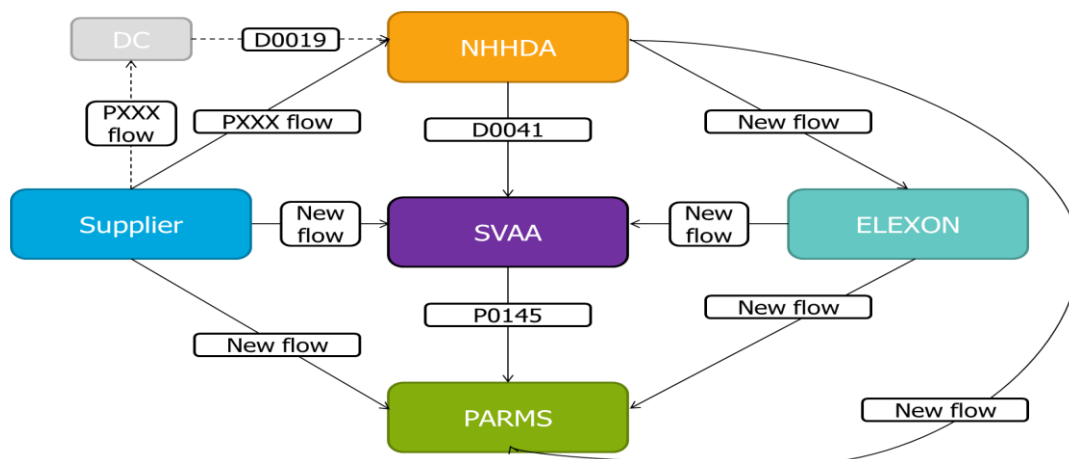 DC
D0019
NHHDA
PXXX
flow
PXXX flow
D0041
New flow
Supplier
New
flow
SVAA
New
flow
ELEXON
New flow
P0145
New flow
PARMS
New flow